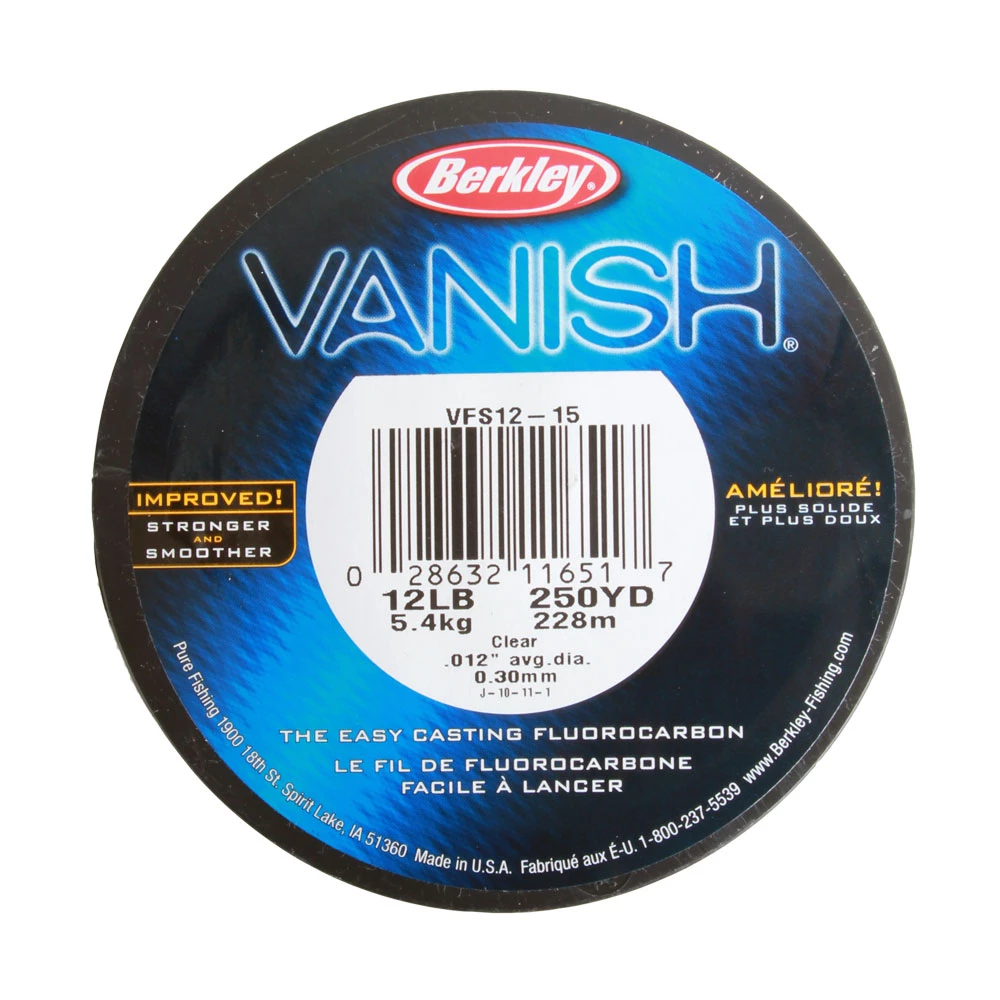 Berkley®
VANISH®
VFS12-15
0 28632 11651 7
12LB 250YD
5.4kg 228m
Clear
.012" avg.dia.
0.30mm
J-10-11-1
IMPROVED!
STRONGER
AND
SMOOTHER
AMÉLIORÉ!
PLUS SOLIDE
ET PLUS DOUX
THE EASY CASTING FLUOROCARBON
LE FIL DE FLUOROCARBONE
FACILE À LANCER
Pure Fishing 1900 18th St. Spirit Lake, IA 51360 Made in U.S.A. Fabriqué aux É-U. 1-800-237-5539 www.Berkley-Fishing.com